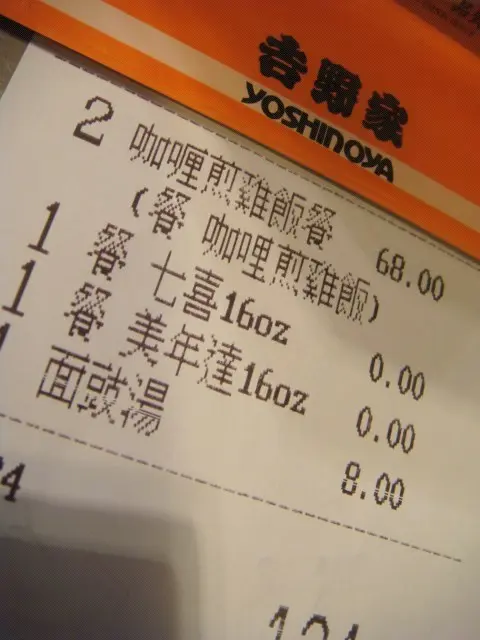 吉野家
YOSHINOYA
2 咖喱煎雞飯餐 68.00
(餐 咖喱煎雞飯)
1 餐 七喜16oz 0.00
1 餐 美年達16oz 0.00
面豉湯 8.00